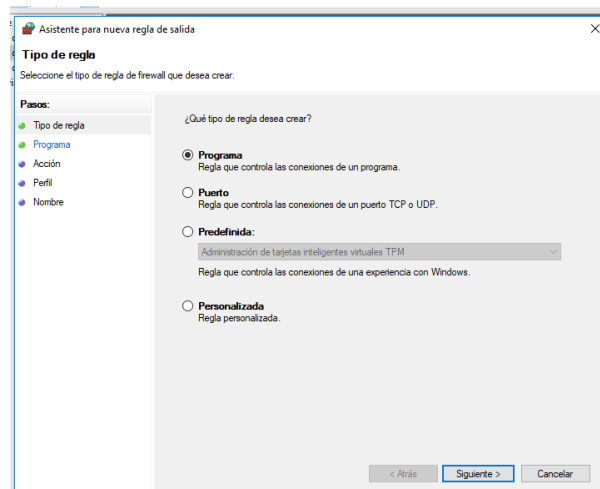 Asistente para nueva regla de salida
Tipo de regla
Seleccione el tipo de regla de firewall que desea crear.
Pasos:
Tipo de regla
Programa
Acción
Perfil
Nombre
¿Qué tipo de regla desea crear?
Programa
Regla que controla las conexiones de un programa.
Puerto
Regla que controla las conexiones de un puerto TCP o UDP.
Predefinida:
Administración de tarjetas inteligentes virtuales TPM
Regla que controla las conexiones de una experiencia con Windows.
Personalizada
Regla personalizada.
< Atrás
Siguiente >
Cancelar